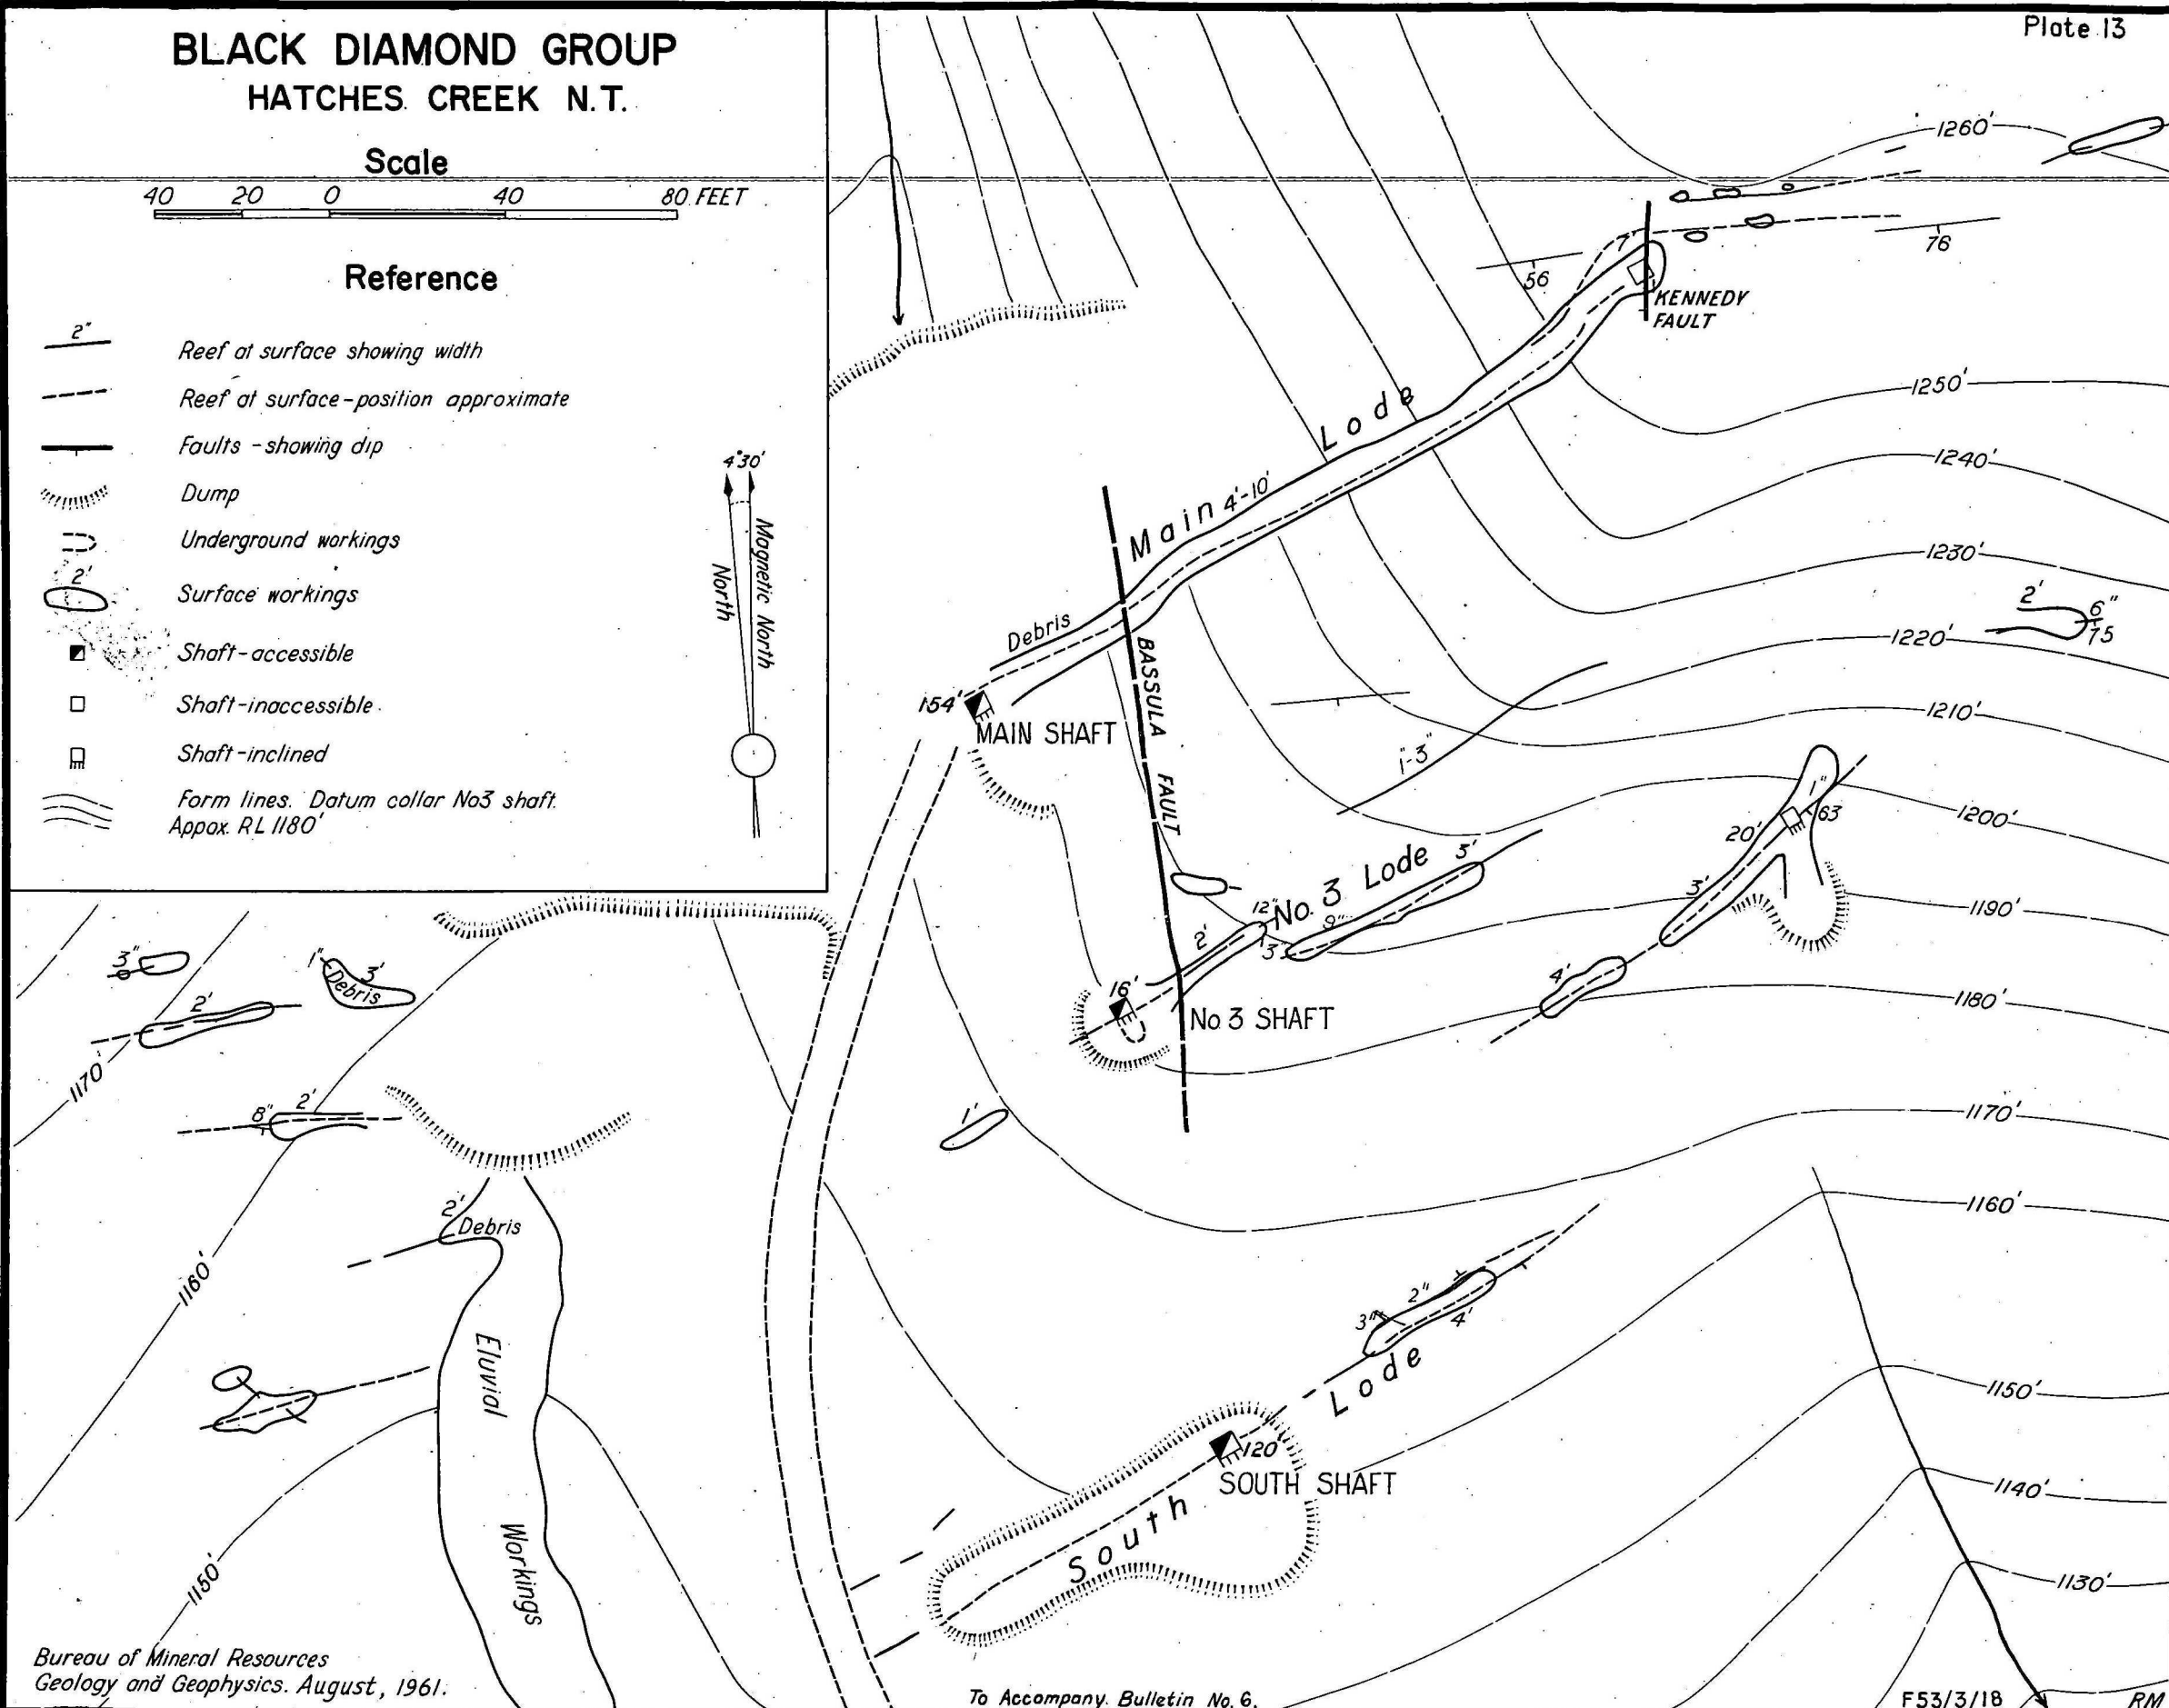 Plate 13
BLACK DIAMOND GROUP
HATCHES CREEK N.T.
Scale
40 20 0 40 80 FEET
Reference
2"
Reef at surface showing width
Reef at surface-position approximate
Faults - showing dip
Dump
Underground workings
2'
Surface workings
Shaft-accessible
Shaft-inaccessible
Shaft-inclined
Form lines. Datum collar No3 shaft.
Appox. RL 1180'
4°30'
North
Magnetic North
1260'
7'
56
76
KENNEDY
FAULT
1250'
1240'
1230'
1220'
1210'
1200'
1190'
1180'
1170'
1160'
1150'
1140'
1130'
Main Lode
4'-10'
Debris
154'
MAIN SHAFT
BASSULA FAULT
2'
6"
75
1"-3"
1"
63
20'
3'
4'
No. 3 Lode
3'
9"
12"
2'
3'
16'
No 3 SHAFT
1'
3"
1"
3'
Debris
2'
1170'
8"
2'
2'
Debris
1160'
Eluvial Workings
1150'
2"
3"
4'
South Lode
120'
SOUTH SHAFT
Bureau of Mineral Resources
Geology and Geophysics. August, 1961.
To Accompany Bulletin No. 6.
F53/3/18
RM